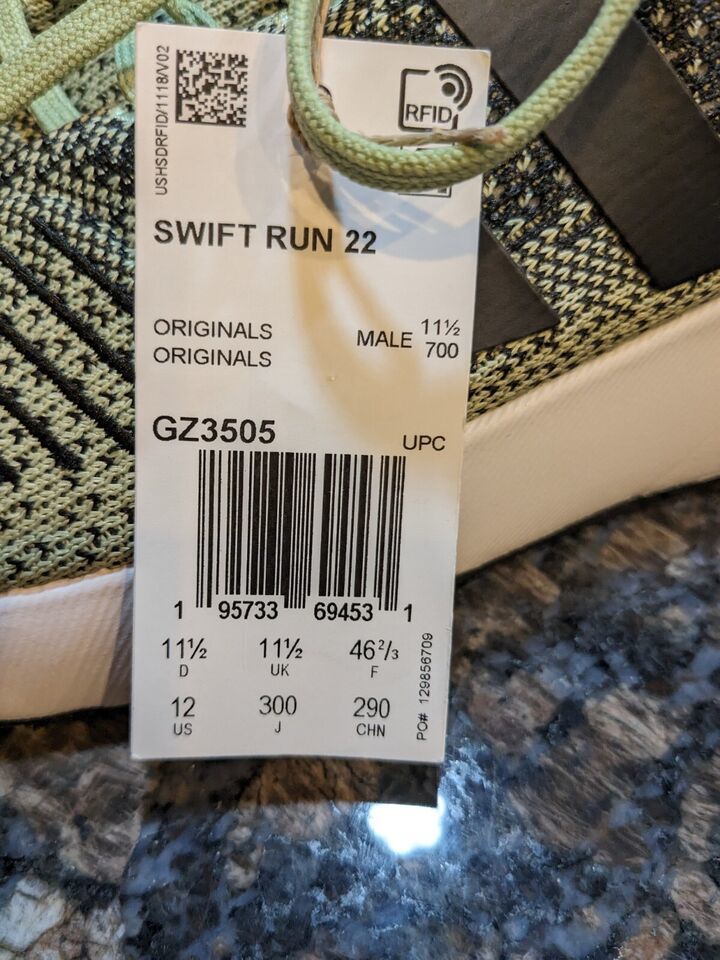 USHSDRFID/1118/V02
RFID
SWIFT RUN 22
ORIGINALS
ORIGINALS
MALE 11½
700
GZ3505
UPC
1 95733 69453 1
11½ 11½ 46²/₃
D UK F
12 300 290
US J CHN
PO# 129856709